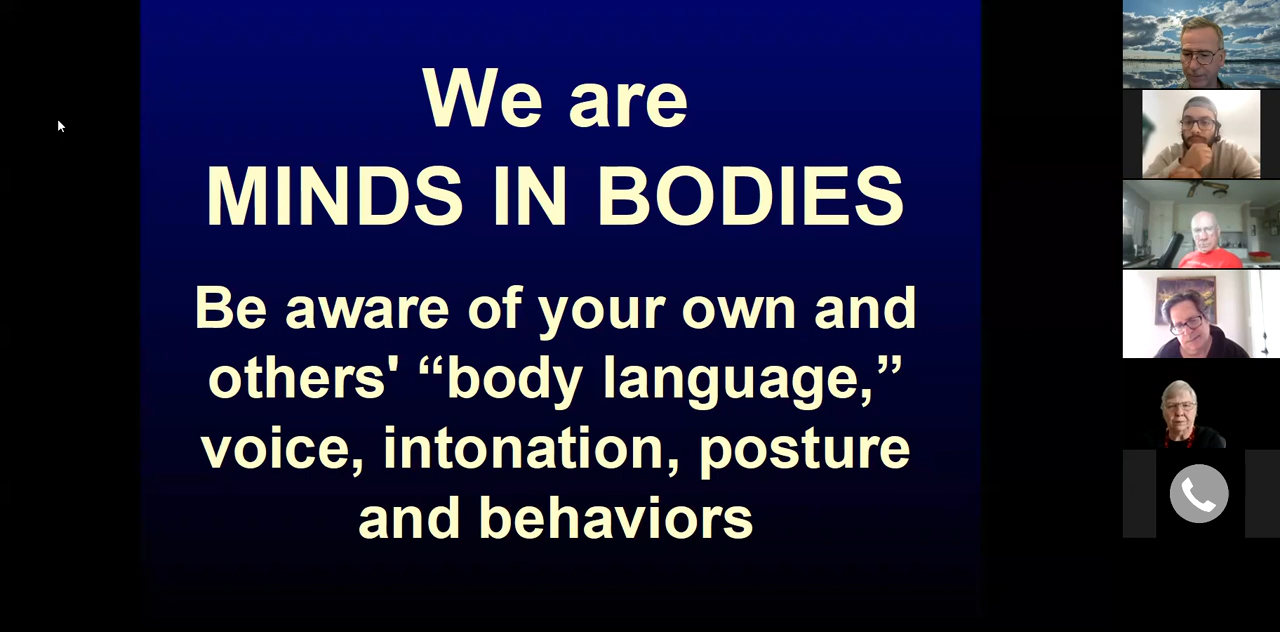 We are
MINDS IN BODIES
Be aware of your own and
others' “body language,”
voice, intonation, posture
and behaviors